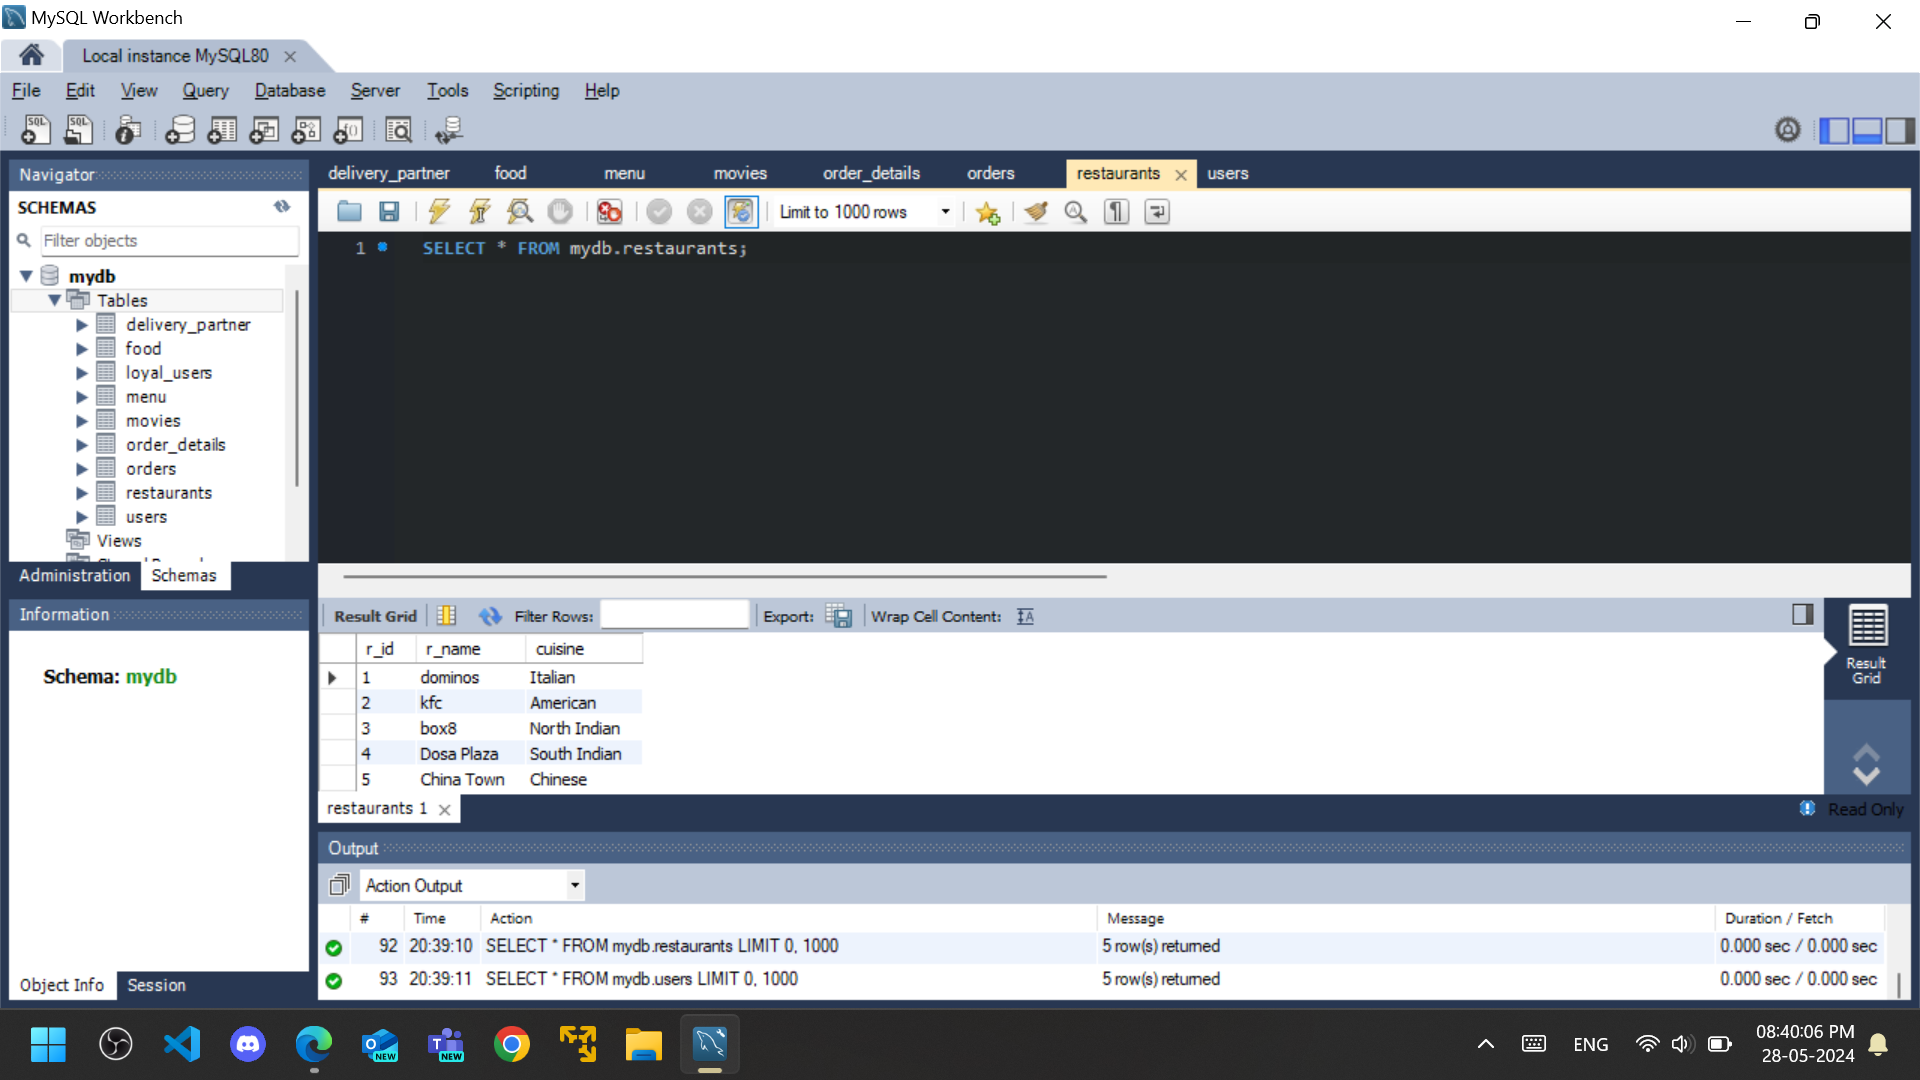 MySQL Workbench
Local instance MySQL80
File Edit View Query Database Server Tools Scripting Help
SQL SQL
Navigator
SCHEMAS
Filter objects
mydb
Tables
delivery_partner
food
loyal_users
menu
movies
order_details
orders
restaurants
users
Views
Administration Schemas
Information
Schema: mydb
Object Info Session
delivery_partner food menu movies order_details orders restaurants users
Limit to 1000 rows
1 SELECT * FROM mydb.restaurants;
Result Grid Filter Rows: Export: Wrap Cell Content:
r_id r_name cuisine
1 dominos Italian
2 kfc American
3 box8 North Indian
4 Dosa Plaza South Indian
5 China Town Chinese
Result
Grid
restaurants 1
Read Only
Output
Action Output
# Time Action Message Duration / Fetch
92 20:39:10 SELECT * FROM mydb.restaurants LIMIT 0, 1000 5 row(s) returned 0.000 sec / 0.000 sec
93 20:39:11 SELECT * FROM mydb.users LIMIT 0, 1000 5 row(s) returned 0.000 sec / 0.000 sec
NEW NEW
ENG
08:40:06 PM
28-05-2024